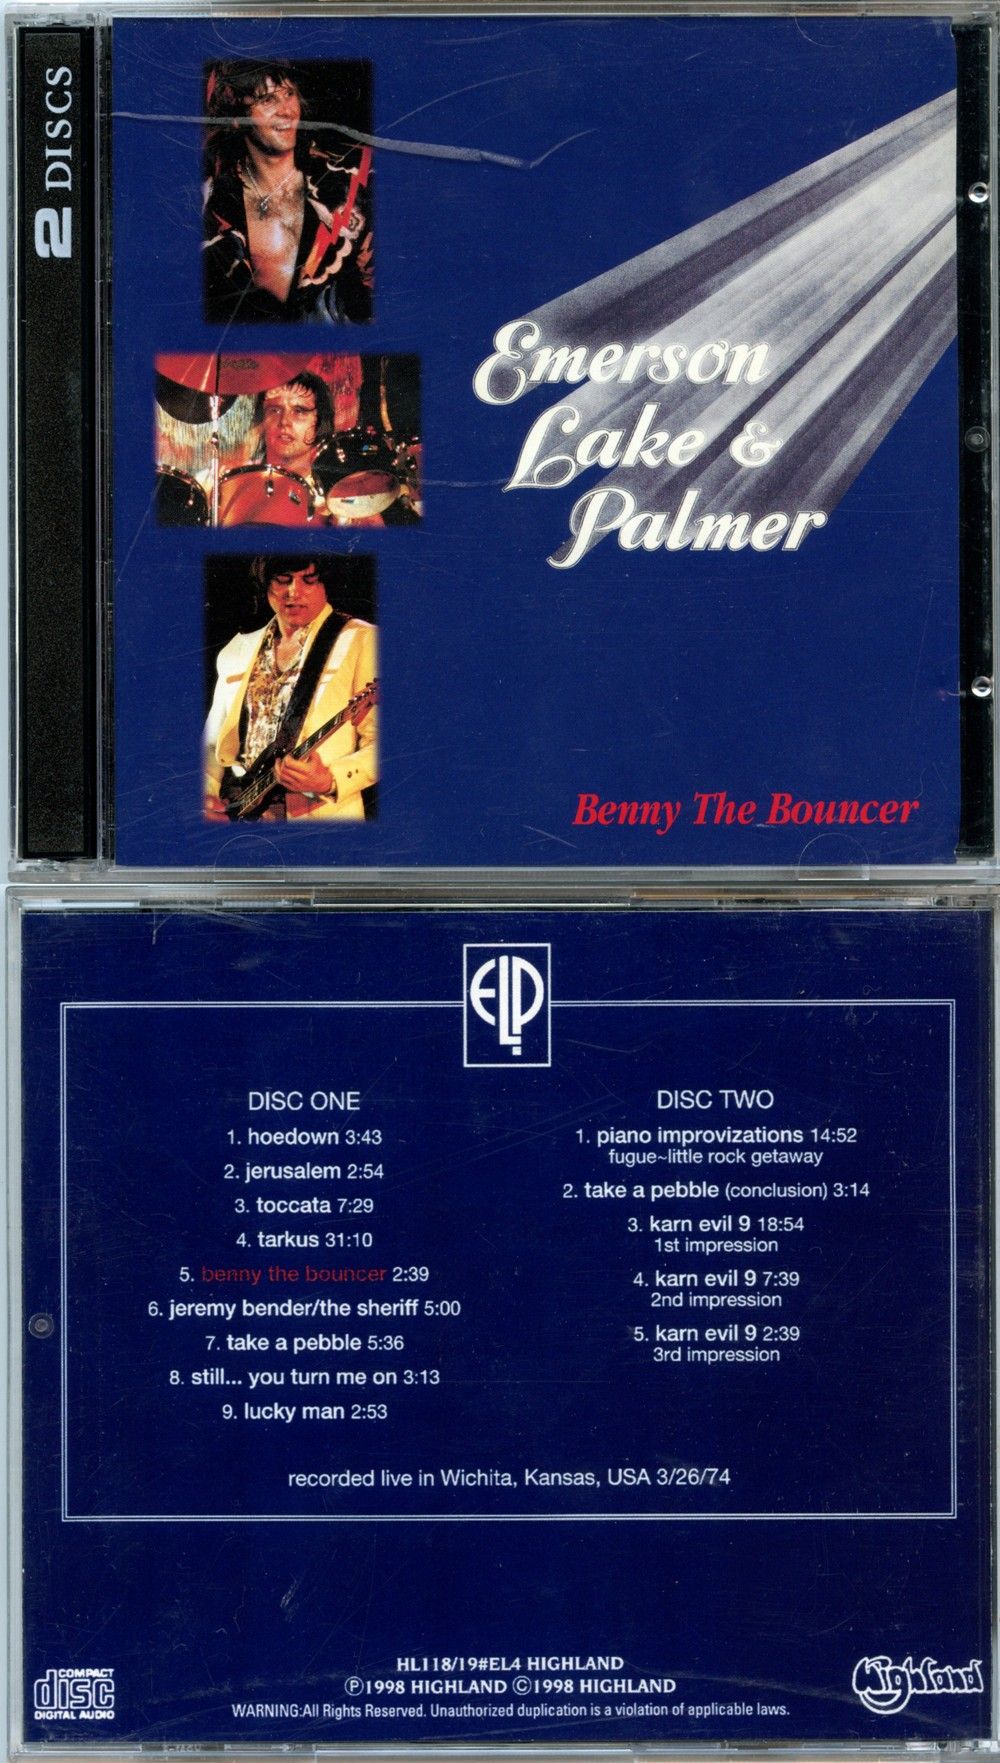 2 DISCS
Emerson
Lake &
Palmer
Benny The Bouncer
ELP
DISC ONE
1. hoedown 3:43
2. jerusalem 2:54
3. toccata 7:29
4. tarkus 31:10
5. benny the bouncer 2:39
6. jeremy bender/the sheriff 5:00
7. take a pebble 5:36
8. still... you turn me on 3:13
9. lucky man 2:53
DISC TWO
1. piano improvizations 14:52
fugue~little rock getaway
2. take a pebble (conclusion) 3:14
3. karn evil 9 18:54
1st impression
4. karn evil 9 7:39
2nd impression
5. karn evil 9 2:39
3rd impression
recorded live in Wichita, Kansas, USA 3/26/74
COMPACT
disc
DIGITAL AUDIO
HL118/19#EL4 HIGHLAND
Ⓟ1998 HIGHLAND ©1998 HIGHLAND
WARNING:All Rights Reserved. Unauthorized duplication is a violation of applicable laws.
Highland